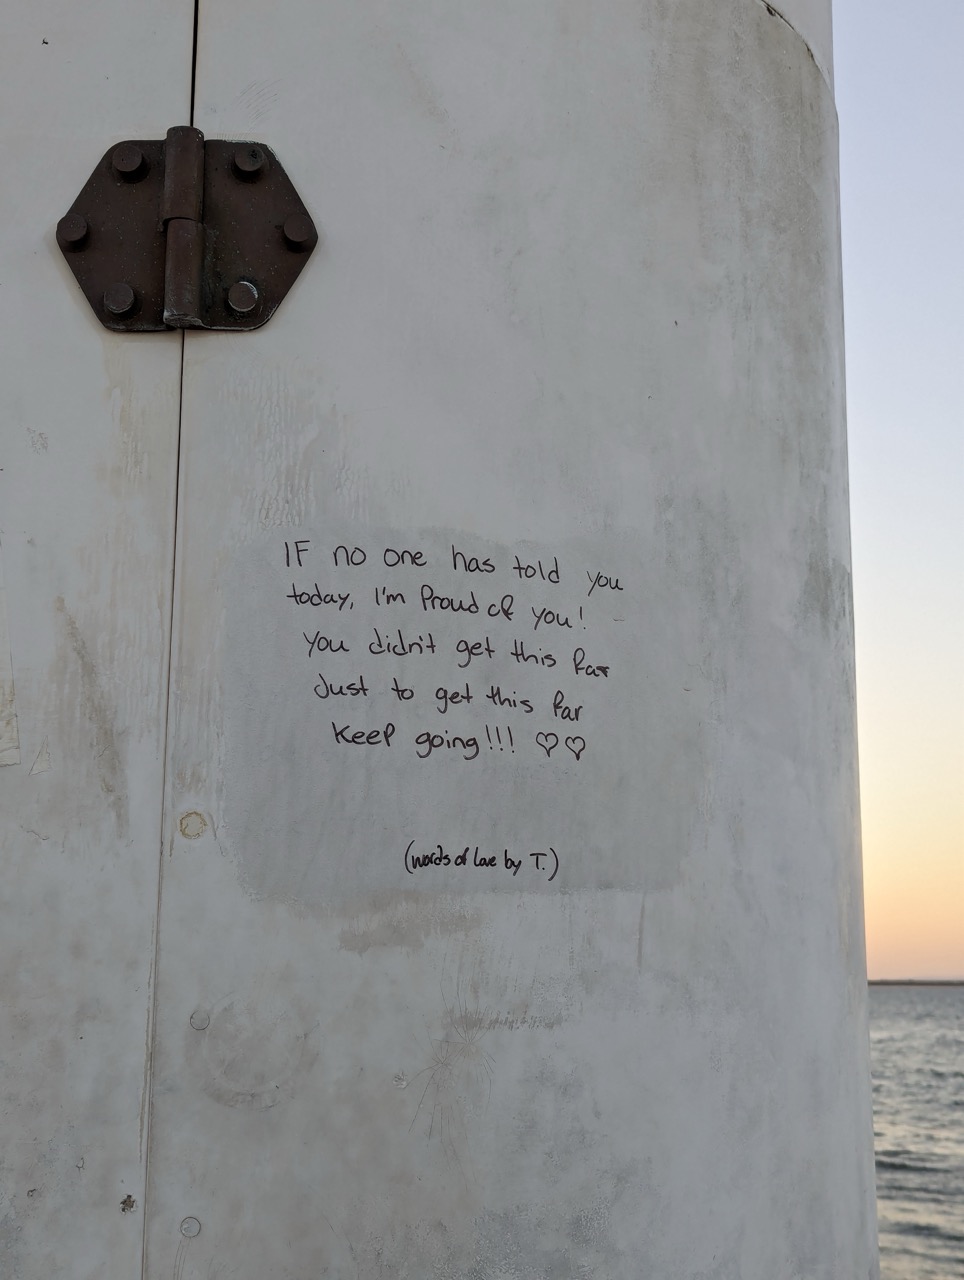 IF no one has told you
today, I'm Proud of you!
You didn't get this far
Just to get this far
Keep going!!! ♡♡
(words of love by T.)